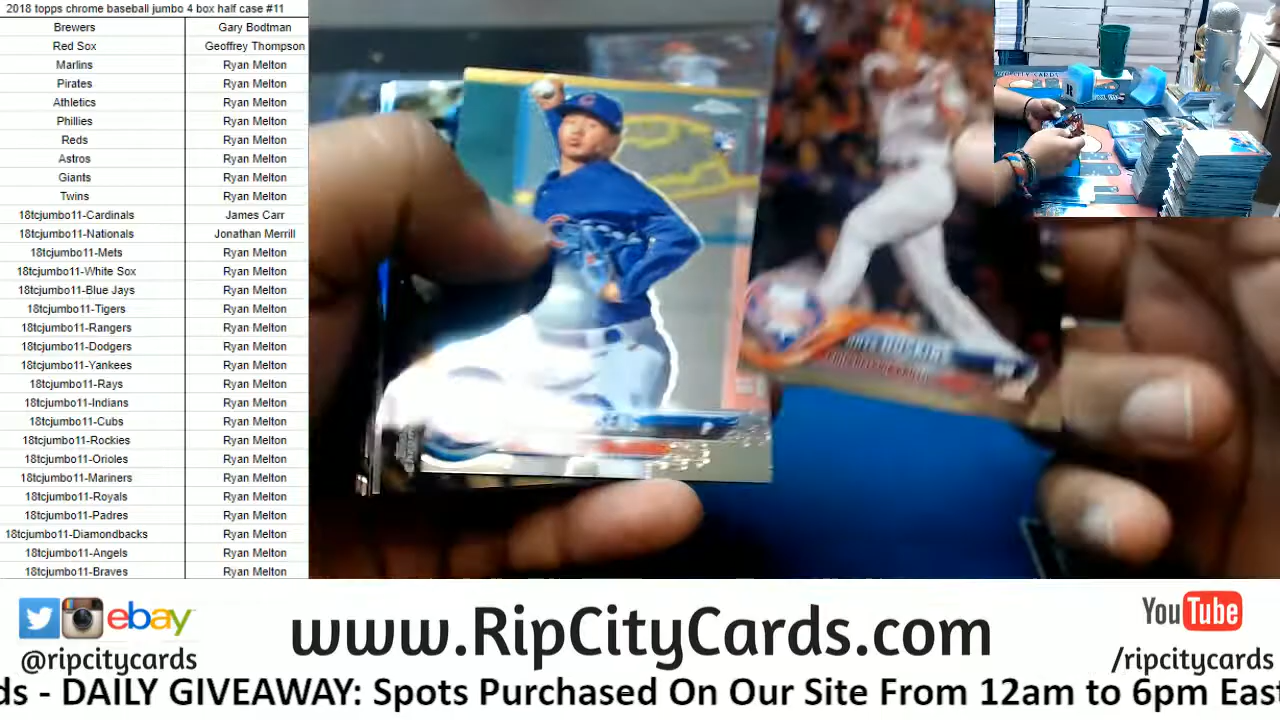 2018 topps chrome baseball jumbo 4 box half case #11
Brewers Gary Bodtman
Red Sox Geoffrey Thompson
Marlins Ryan Melton
Pirates Ryan Melton
Athletics Ryan Melton
Phillies Ryan Melton
Reds Ryan Melton
Astros Ryan Melton
Giants Ryan Melton
Twins Ryan Melton
18tcjumbo11-Cardinals James Carr
18tcjumbo11-Nationals Jonathan Merrill
18tcjumbo11-Mets Ryan Melton
18tcjumbo11-White Sox Ryan Melton
18tcjumbo11-Blue Jays Ryan Melton
18tcjumbo11-Tigers Ryan Melton
18tcjumbo11-Rangers Ryan Melton
18tcjumbo11-Dodgers Ryan Melton
18tcjumbo11-Yankees Ryan Melton
18tcjumbo11-Rays Ryan Melton
18tcjumbo11-Indians Ryan Melton
18tcjumbo11-Cubs Ryan Melton
18tcjumbo11-Rockies Ryan Melton
18tcjumbo11-Orioles Ryan Melton
18tcjumbo11-Mariners Ryan Melton
18tcjumbo11-Royals Ryan Melton
18tcjumbo11-Padres Ryan Melton
18tcjumbo11-Diamondbacks Ryan Melton
18tcjumbo11-Angels Ryan Melton
18tcjumbo11-Braves Ryan Melton
ebay
@ripcitycards
www.RipCityCards.com
YouTube
/ripcitycards
ds - DAILY GIVEAWAY: Spots Purchased On Our Site From 12am to 6pm East